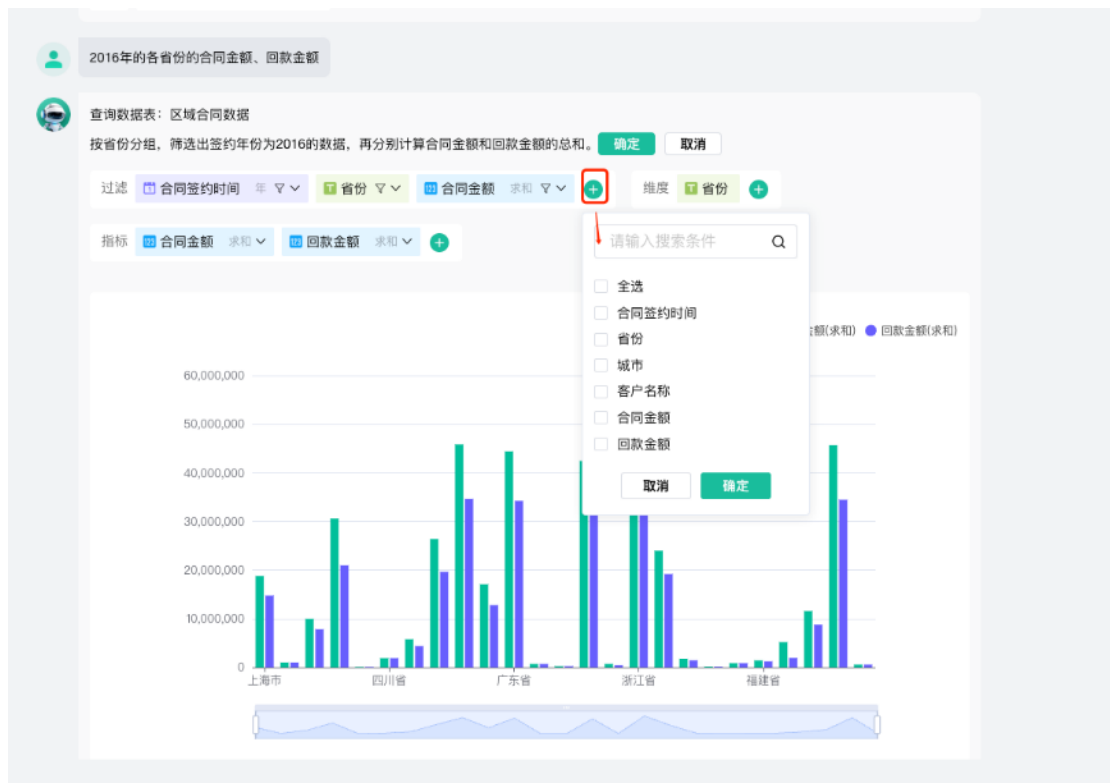 2016年的各省份的合同金额、回款金额
查询数据表：区域合同数据
按省份分组，筛选出签约年份为2016的数据，再分别计算合同金额和回款金额的总和。 确定 取消
过滤 合同签约时间 年 省份 合同金额 求和 维度 省份
指标 合同金额 求和 回款金额 求和
请输入搜索条件
全选
合同签约时间
省份
城市
客户名称
合同金额
回款金额
取消 确定
额(求和) 回款金额(求和)
60,000,000
50,000,000
40,000,000
30,000,000
20,000,000
10,000,000
0
上海市 四川省 广东省 浙江省 福建省